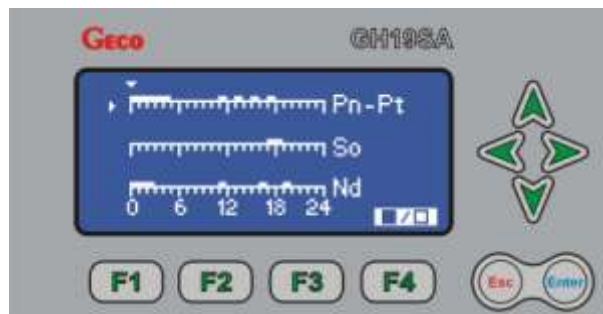 GECO GH19SA
Pn-Pt
So
Nd
0 6 12 18 24
F1 F2 F3 F4 Esc Enter